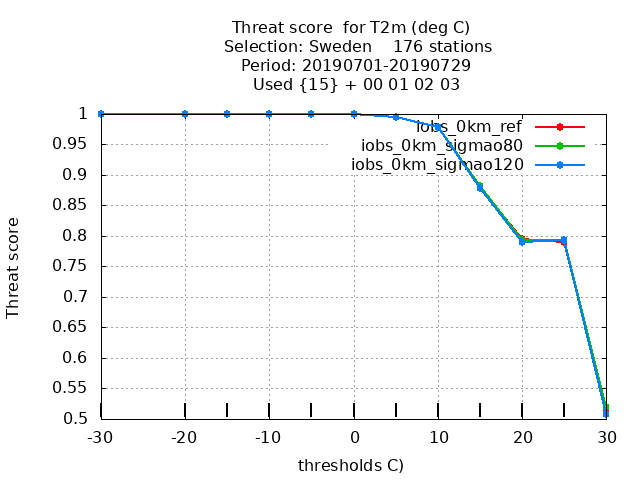 Threat score for T2m (deg C)
Selection: Sweden 176 stations
Period: 20190701-20190729
Used {15} + 00 01 02 03
1
0.95
0.9
0.85
0.8
0.75
0.7
0.65
0.6
0.55
0.5
Threat score
iobs_0km_ref
iobs_0km_sigmao80
iobs_0km_sigmao120
-30 -20 -10 0 10 20 30
thresholds C)